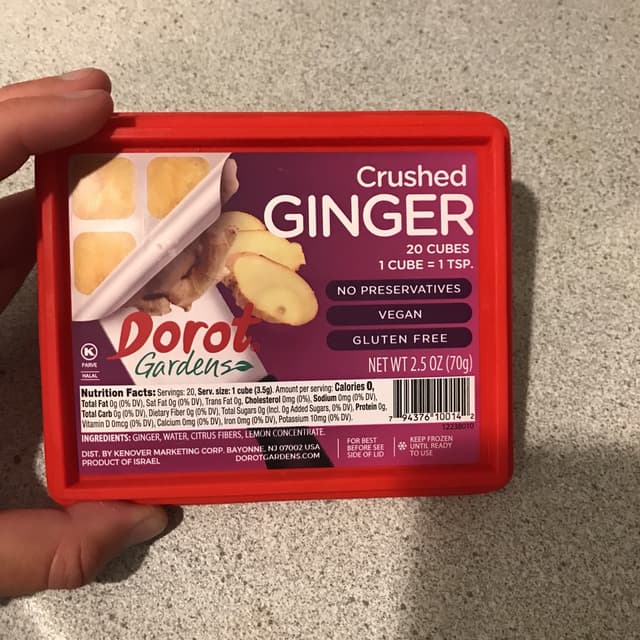 Crushed
GINGER
20 CUBES
1 CUBE = 1 TSP.
NO PRESERVATIVES
VEGAN
GLUTEN FREE
NET WT 2.5 OZ (70g)
Dorot
Gardens
K
PARVE
HALAL
Nutrition Facts: Servings: 20, Serv. size: 1 cube (3.5g). Amount per serving: Calories 0,
Total Fat 0g (0% DV), Sat Fat 0g (0% DV), Trans Fat 0g, Cholesterol 0mg (0%), Sodium 0mg (0% DV),
Total Carb 0g (0% DV), Dietary Fiber 0g (0% DV), Total Sugars 0g (Incl. 0g Added Sugars, 0% DV), Protein 0g,
Vitamin D 0mcg (0% DV), Calcium 0mg (0% DV), Iron 0mg (0% DV), Potassium 10mg (0% DV).
INGREDIENTS: GINGER, WATER, CITRUS FIBERS, LEMON CONCENTRATE.
DIST. BY KENOVER MARKETING CORP. BAYONNE, NJ 07002 USA
PRODUCT OF ISRAEL DOROTGARDENS.COM
7 94376 10014 2
12238010
FOR BEST
BEFORE SEE
SIDE OF LID
KEEP FROZEN
UNTIL READY
TO USE